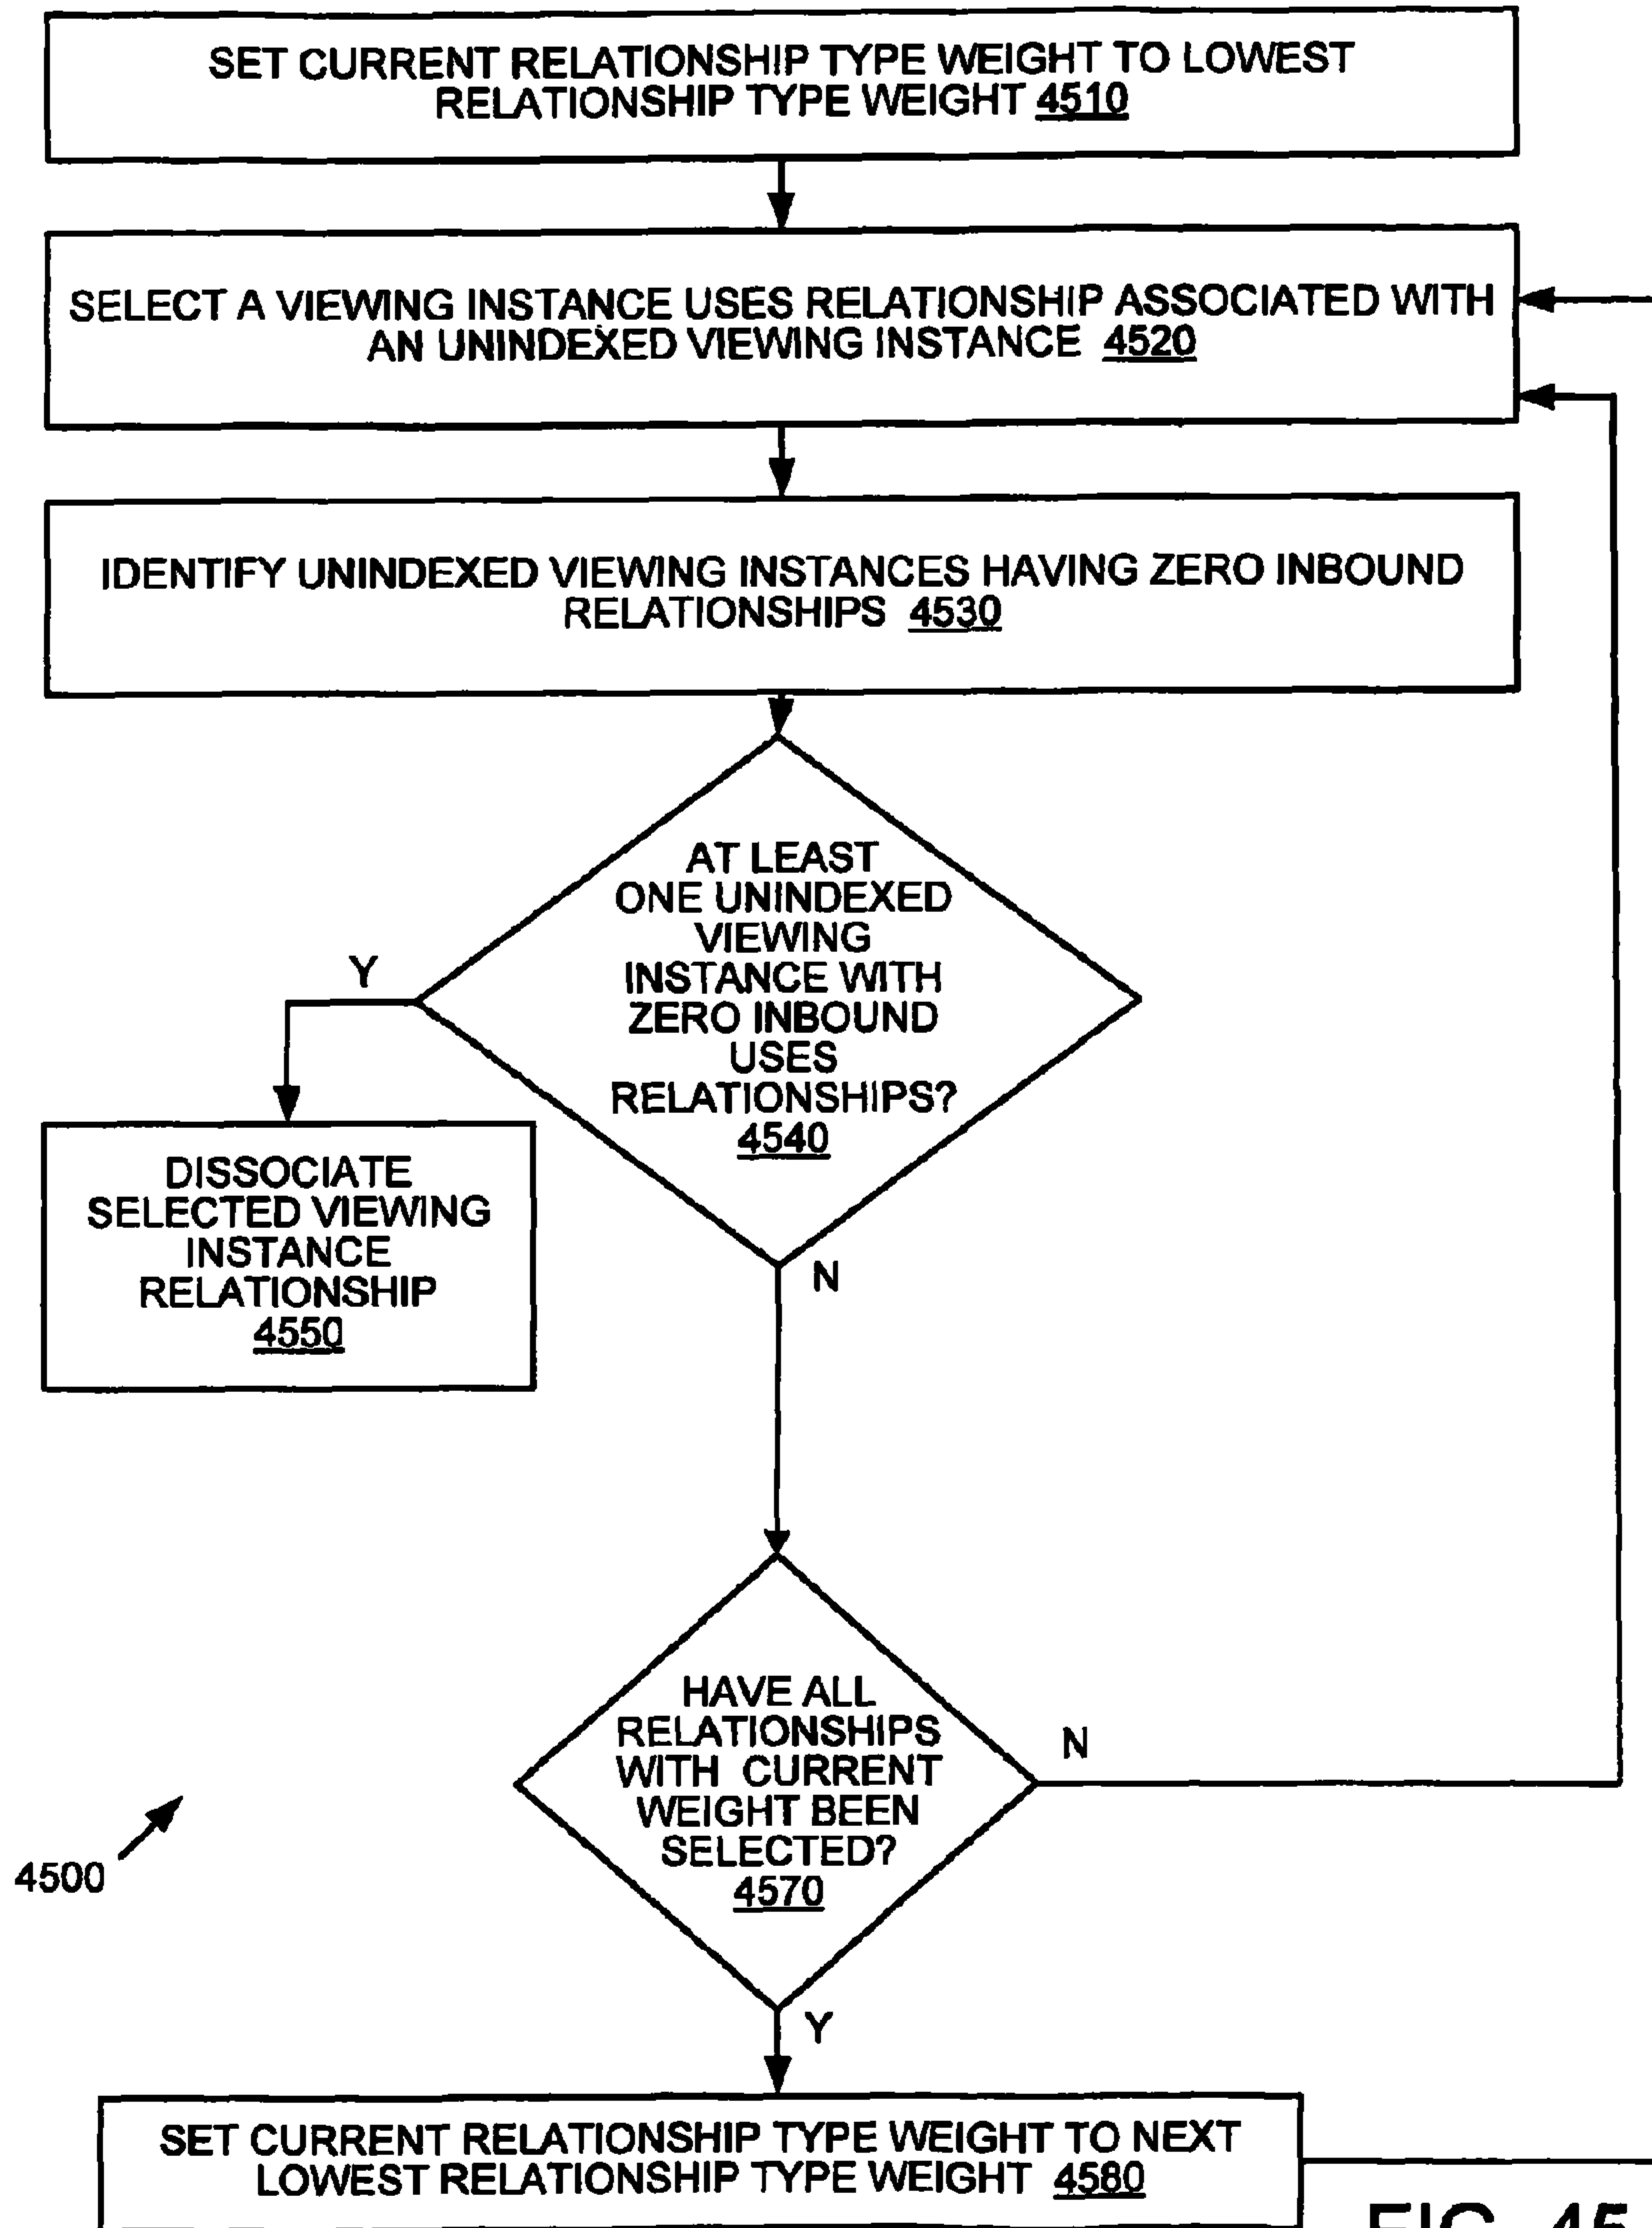 SET CURRENT RELATIONSHIP TYPE WEIGHT TO LOWEST
RELATIONSHIP TYPE WEIGHT 4510
SELECT A VIEWING INSTANCE USES RELATIONSHIP ASSOCIATED WITH
AN UNINDEXED VIEWING INSTANCE 4520
IDENTIFY UNINDEXED VIEWING INSTANCES HAVING ZERO INBOUND
RELATIONSHIPS 4530
AT LEAST
ONE UNINDEXED
VIEWING
INSTANCE WITH
ZERO INBOUND
USES
RELATIONSHIPS?
4540
Y
N
DISSOCIATE
SELECTED VIEWING
INSTANCE
RELATIONSHIP
4550
HAVE ALL
RELATIONSHIPS
WITH CURRENT
WEIGHT BEEN
SELECTED?
4570
N
Y
4500
SET CURRENT RELATIONSHIP TYPE WEIGHT TO NEXT
LOWEST RELATIONSHIP TYPE WEIGHT 4580
FIG. 45